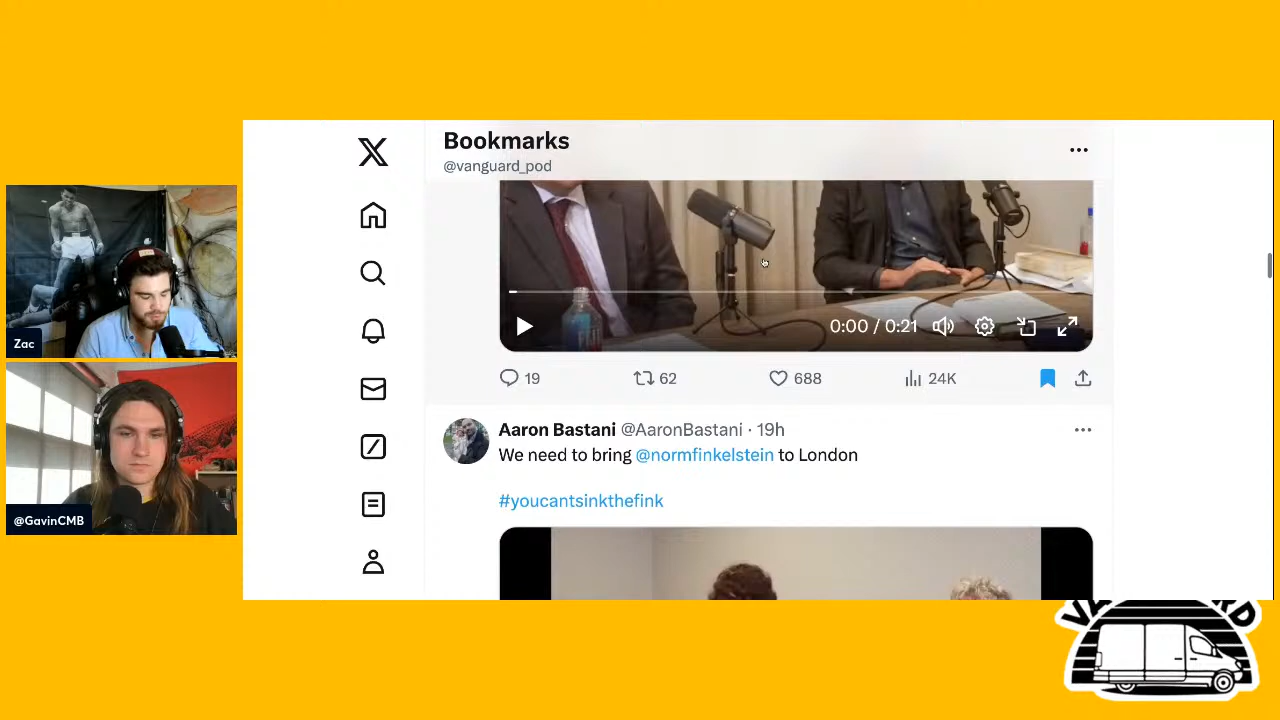 Bookmarks
@vanguard_pod
0:00 / 0:21
19
62
688
24K
Aaron Bastani @AaronBastani · 19h
We need to bring @normfinkelstein to London
#youcantsinkthefink
Zac
@GavinCMB